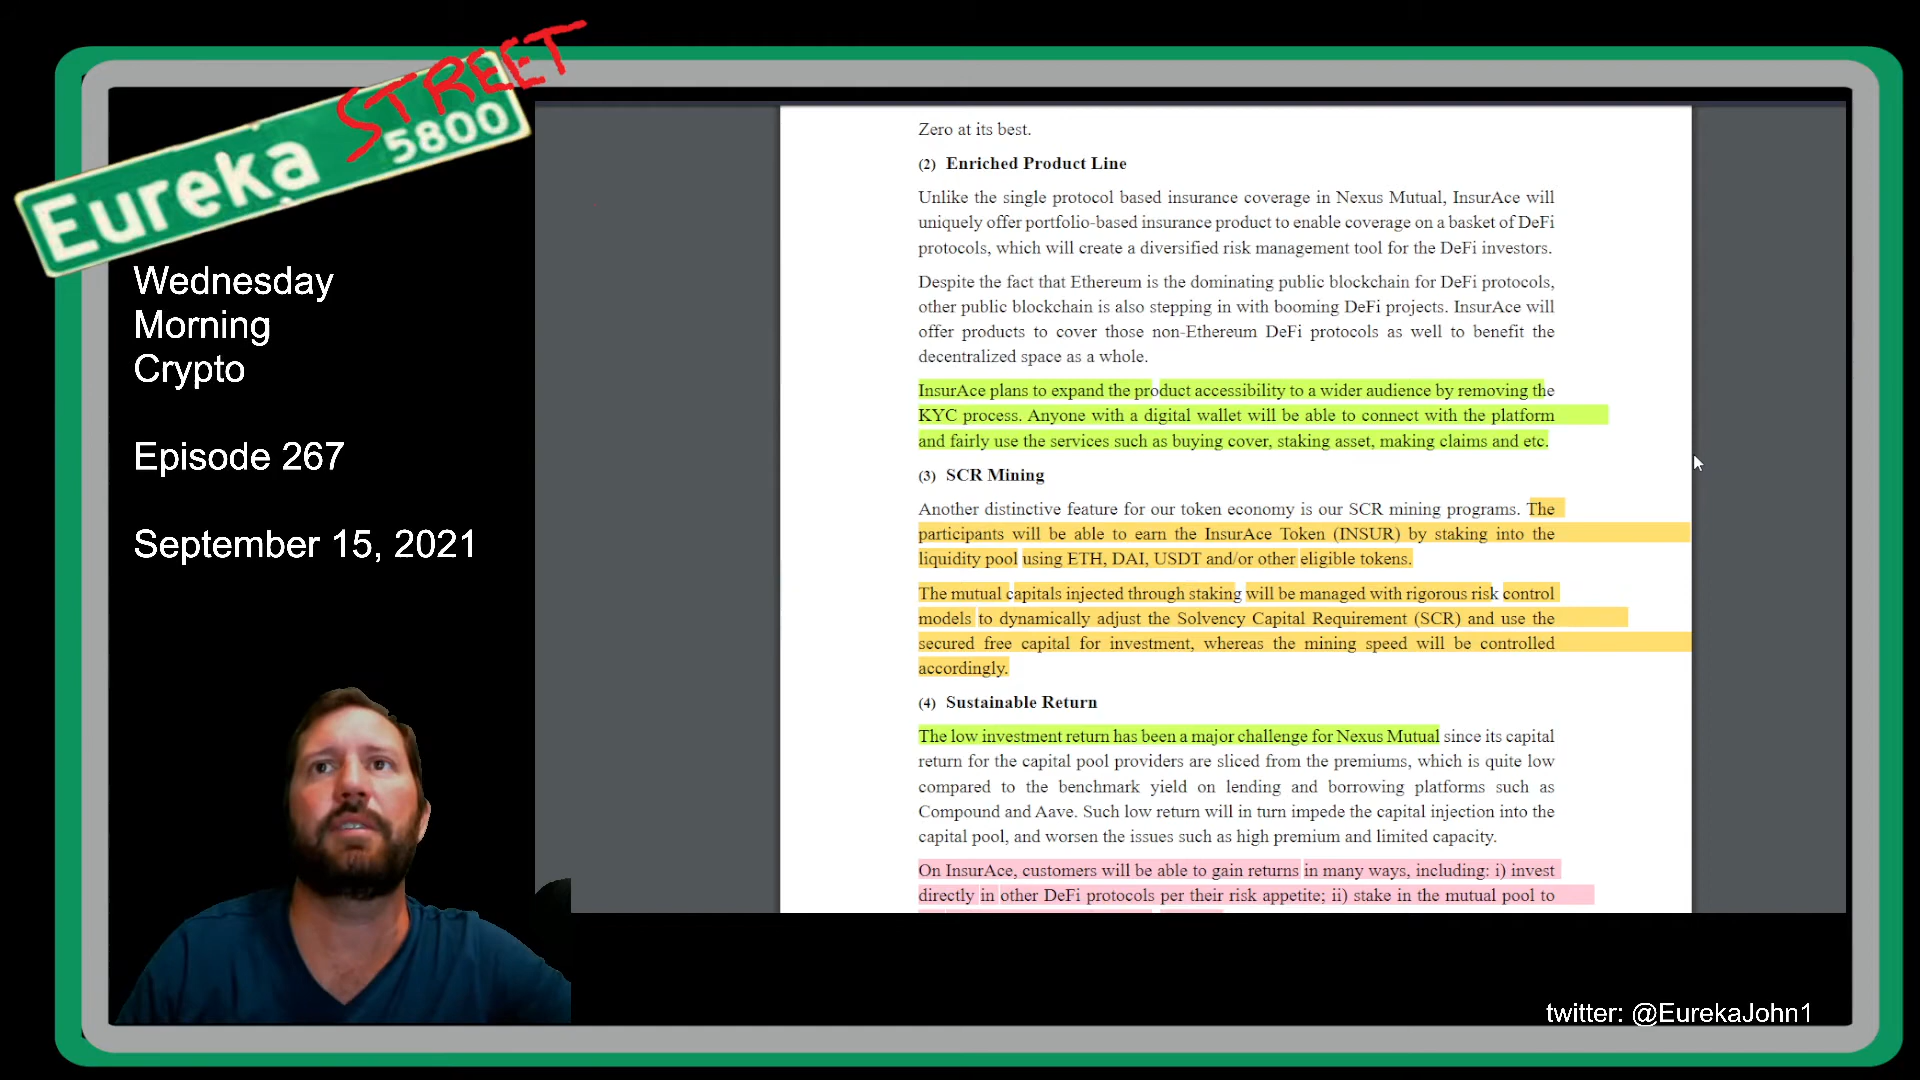 Eureka
STREET
5800
Wednesday
Morning
Crypto
Episode 267
September 15, 2021
Zero at its best.
(2) Enriched Product Line
Unlike the single protocol based insurance coverage in Nexus Mutual, InsurAce will
uniquely offer portfolio-based insurance product to enable coverage on a basket of DeFi
protocols, which will create a diversified risk management tool for the DeFi investors.
Despite the fact that Ethereum is the dominating public blockchain for DeFi protocols,
other public blockchain is also stepping in with booming DeFi projects. InsurAce will
offer products to cover those non-Ethereum DeFi protocols as well to benefit the
decentralized space as a whole.
InsurAce plans to expand the product accessibility to a wider audience by removing the
KYC process. Anyone with a digital wallet will be able to connect with the platform
and fairly use the services such as buying cover, staking asset, making claims and etc.
(3) SCR Mining
Another distinctive feature for our token economy is our SCR mining programs. The
participants will be able to earn the InsurAce Token (INSUR) by staking into the
liquidity pool using ETH, DAI, USDT and/or other eligible tokens.
The mutual capitals injected through staking will be managed with rigorous risk control
models to dynamically adjust the Solvency Capital Requirement (SCR) and use the
secured free capital for investment, whereas the mining speed will be controlled
accordingly.
(4) Sustainable Return
The low investment return has been a major challenge for Nexus Mutual since its capital
return for the capital pool providers are sliced from the premiums, which is quite low
compared to the benchmark yield on lending and borrowing platforms such as
Compound and Aave. Such low return will in turn impede the capital injection into the
capital pool, and worsen the issues such as high premium and limited capacity.
On InsurAce, customers will be able to gain returns in many ways, including: i) invest
directly in other DeFi protocols per their risk appetite; ii) stake in the mutual pool to
twitter: @EurekaJohn1